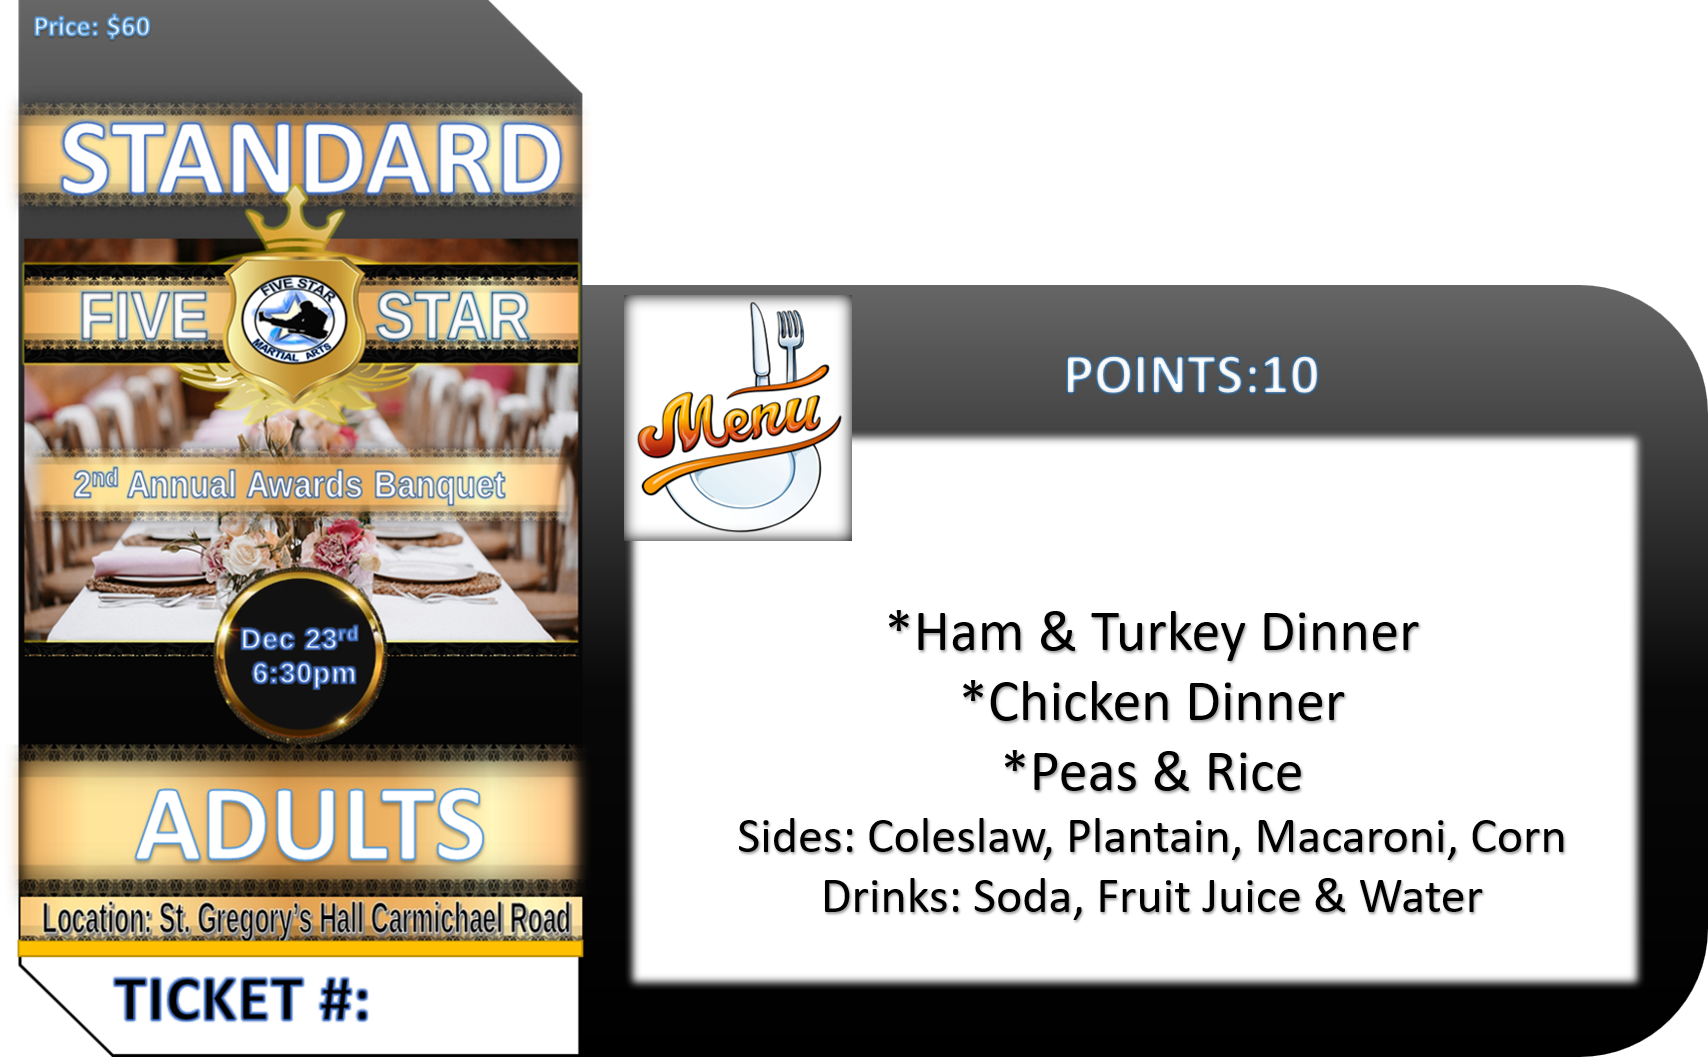 Price: $60
STANDARD
FIVE STAR
FIVE STAR
MARTIAL ARTS
2nd Annual Awards Banquet
Dec 23rd
6:30pm
ADULTS
Location: St. Gregory's Hall Carmichael Road
TICKET #:
Menu
POINTS:10
*Ham & Turkey Dinner
*Chicken Dinner
*Peas & Rice
Sides: Coleslaw, Plantain, Macaroni, Corn
Drinks: Soda, Fruit Juice & Water